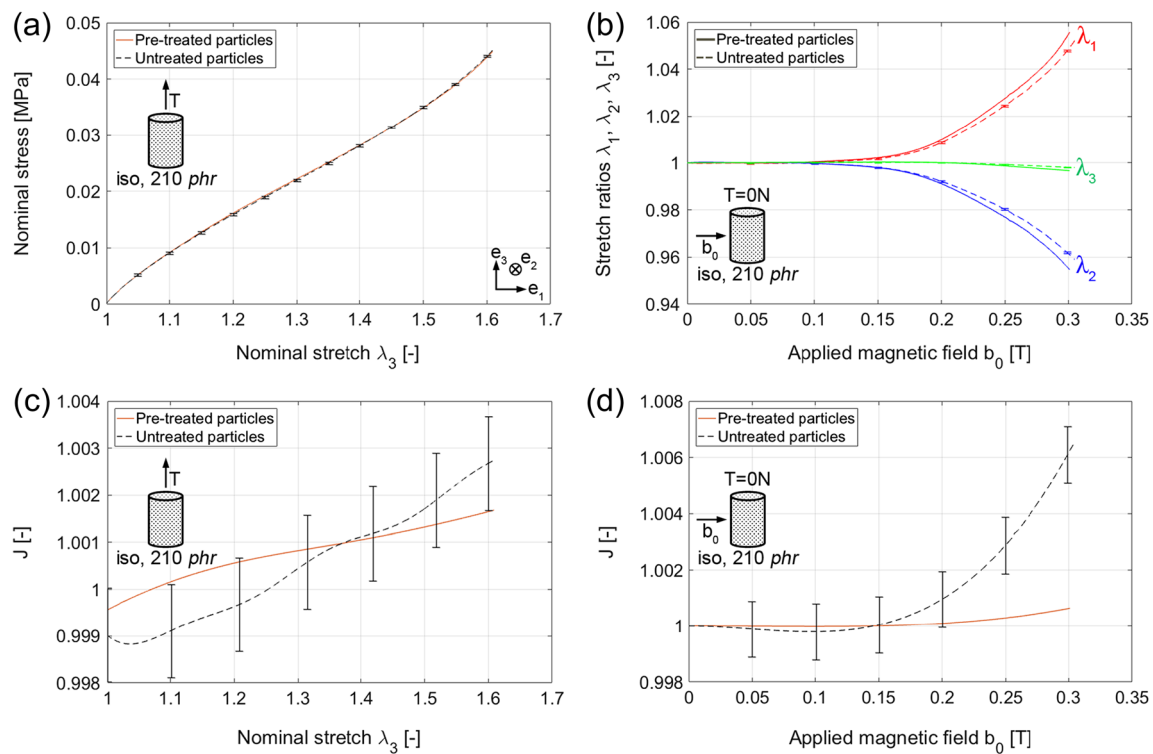 (a)
Nominal stress [MPa]
0.05
0.04
0.03
0.02
0.01
0
Pre-treated particles
Untreated particles
T
iso, 210 phr
e3
e2
e1
1
1.1
1.2
1.3
1.4
1.5
1.6
1.7
Nominal stretch λ3 [-]
(b)
Stretch ratios λ1, λ2, λ3 [-]
1.06
1.04
1.02
1
0.98
0.96
0.94
Pre-treated particles
Untreated particles
λ1
λ3
λ2
T=0N
b0
iso, 210 phr
0
0.05
0.1
0.15
0.2
0.25
0.3
0.35
Applied magnetic field b0 [T]
(c)
J [-]
1.004
1.003
1.002
1.001
1
0.999
0.998
Pre-treated particles
Untreated particles
T
iso, 210 phr
1
1.1
1.2
1.3
1.4
1.5
1.6
1.7
Nominal stretch λ3 [-]
(d)
J [-]
1.008
1.006
1.004
1.002
1
0.998
Pre-treated particles
Untreated particles
T=0N
b0
iso, 210 phr
0
0.05
0.1
0.15
0.2
0.25
0.3
0.35
Applied magnetic field b0 [T]